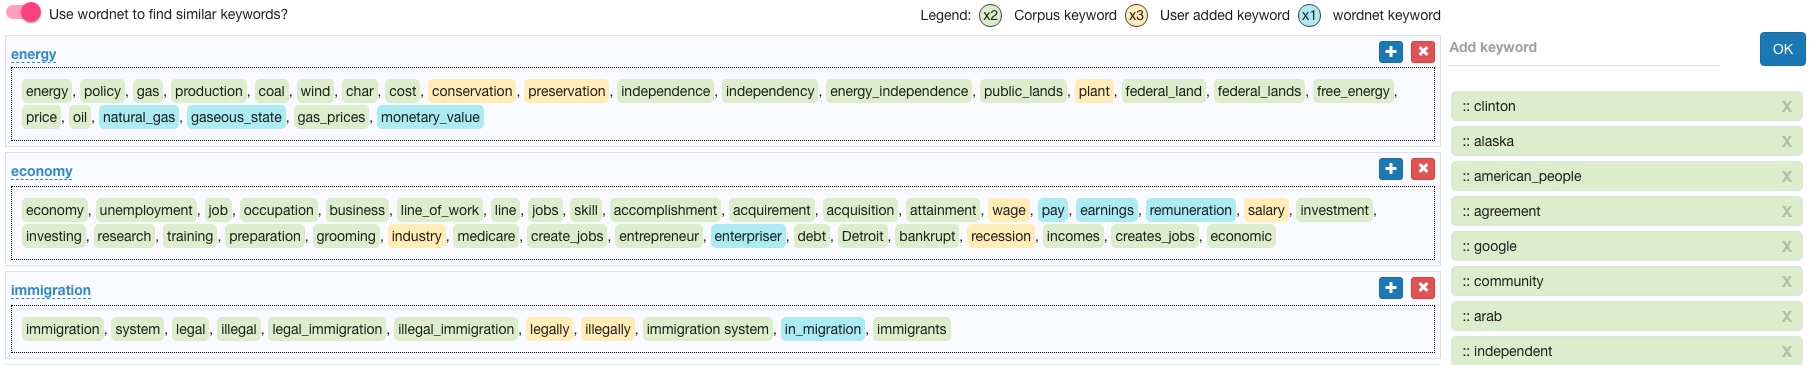 Use wordnet to find similar keywords?
Legend: x2 Corpus keyword x3 User added keyword x1 wordnet keyword
energy
energy , policy , gas , production , coal , wind , char , cost , conservation , preservation , independence , independency , energy_independence , public_lands , plant , federal_land , federal_lands , free_energy ,
price , oil , natural_gas , gaseous_state , gas_prices , monetary_value
economy
economy , unemployment , job , occupation , business , line_of_work , line , jobs , skill , accomplishment , acquirement , acquisition , attainment , wage , pay , earnings , remuneration , salary , investment ,
investing , research , training , preparation , grooming , industry , medicare , create_jobs , entrepreneur , enterpriser , debt , Detroit , bankrupt , recession , incomes , creates_jobs , economic
immigration
immigration , system , legal , illegal , legal_immigration , illegal_immigration , legally , illegally , immigration system , in_migration , immigrants
Add keyword OK
:: clinton X
:: alaska X
:: american_people X
:: agreement X
:: google X
:: community X
:: arab X
:: independent X